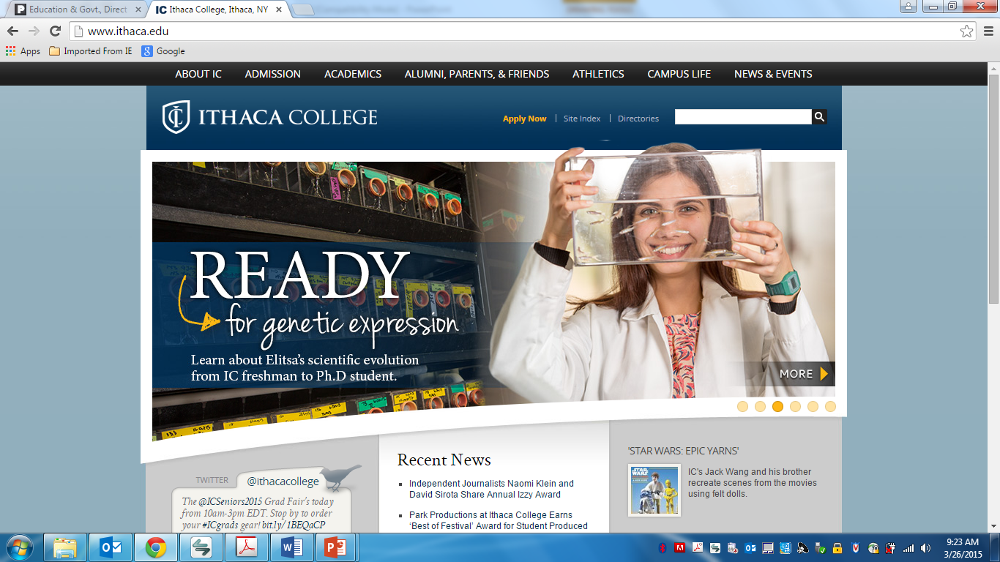 Education & Govt., Direct
IC Ithaca College, Ithaca, NY
www.ithaca.edu
Apps Imported From IE Google
ABOUT IC ADMISSION ACADEMICS ALUMNI, PARENTS, & FRIENDS ATHLETICS CAMPUS LIFE NEWS & EVENTS
ITHACA COLLEGE
Apply Now Site Index Directories
READY
for genetic expression
Learn about Elitsa's scientific evolution
from IC freshman to Ph.D student.
MORE
TWITTER @ithacacollege
The @ICSeniors2015 Grad Fair's today
from 10am-3pm EDT. Stop by to order
your #ICgrads gear! bit.ly/1BEQaCP
Recent News
Independent Journalists Naomi Klein and
David Sirota Share Annual Izzy Award
Park Productions at Ithaca College Earns
'Best of Festival' Award for Student Produced
'STAR WARS: EPIC YARNS'
STAR WARS
IC's Jack Wang and his brother
recreate scenes from the movies
using felt dolls.
9:23 AM
3/26/2015